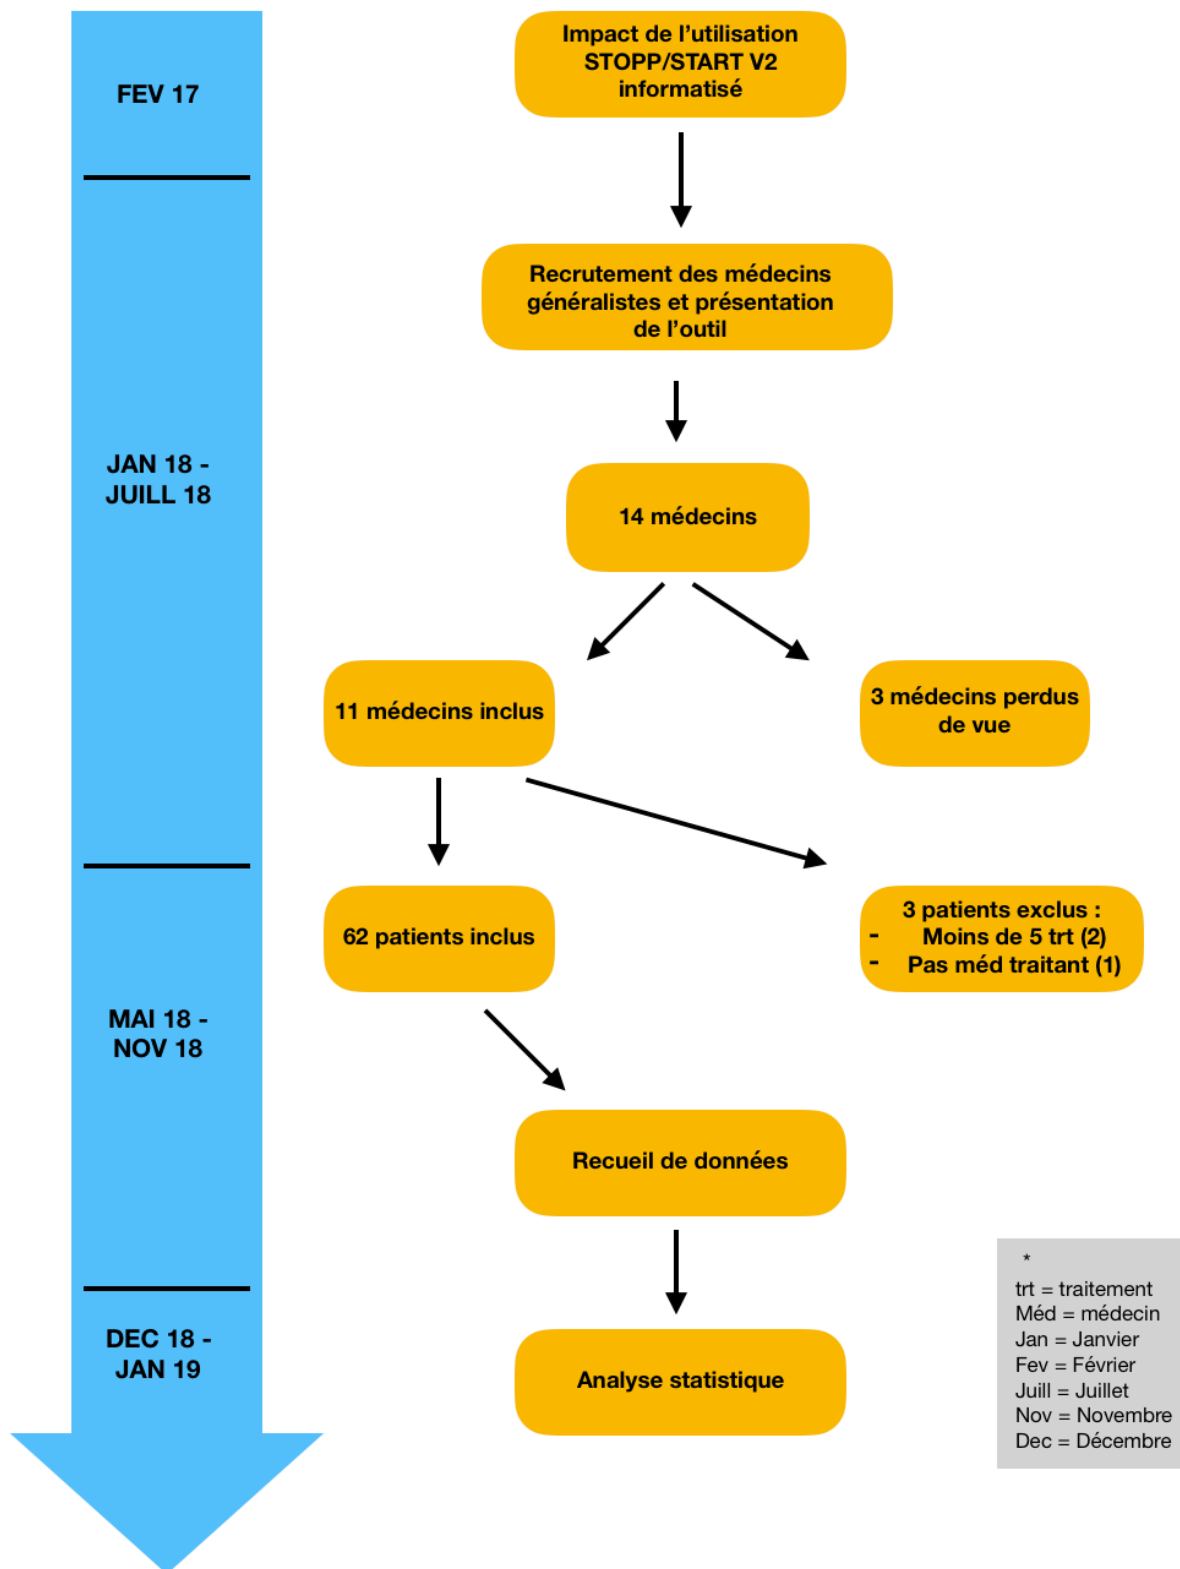 FEV 17
Impact de l'utilisation
STOPP/START V2
informatisé
Recrutement des médecins
généralistes et présentation
de l'outil
JAN 18 -
JUILL 18
14 médecins
11 médecins inclus
3 médecins perdus
de vue
62 patients inclus
3 patients exclus :
- Moins de 5 trt (2)
- Pas méd traitant (1)
MAI 18 -
NOV 18
Recueil de données
DEC 18 -
JAN 19
Analyse statistique
*
trt = traitement
Méd = médecin
Jan = Janvier
Fev = Février
Juill = Juillet
Nov = Novembre
Dec = Décembre